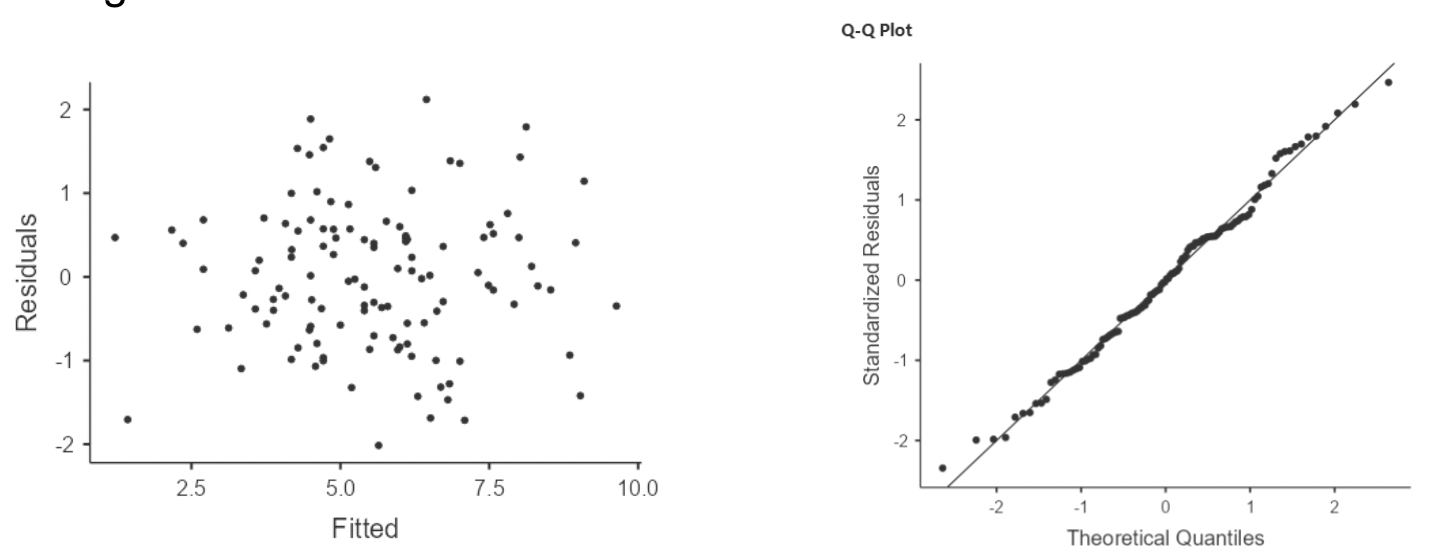 Q-Q Plot
2
1
0
-1
-2
Residuals
2.5 5.0 7.5 10.0
Fitted
2
1
0
-1
-2
Standardized Residuals
-2 -1 0 1 2
Theoretical Quantiles